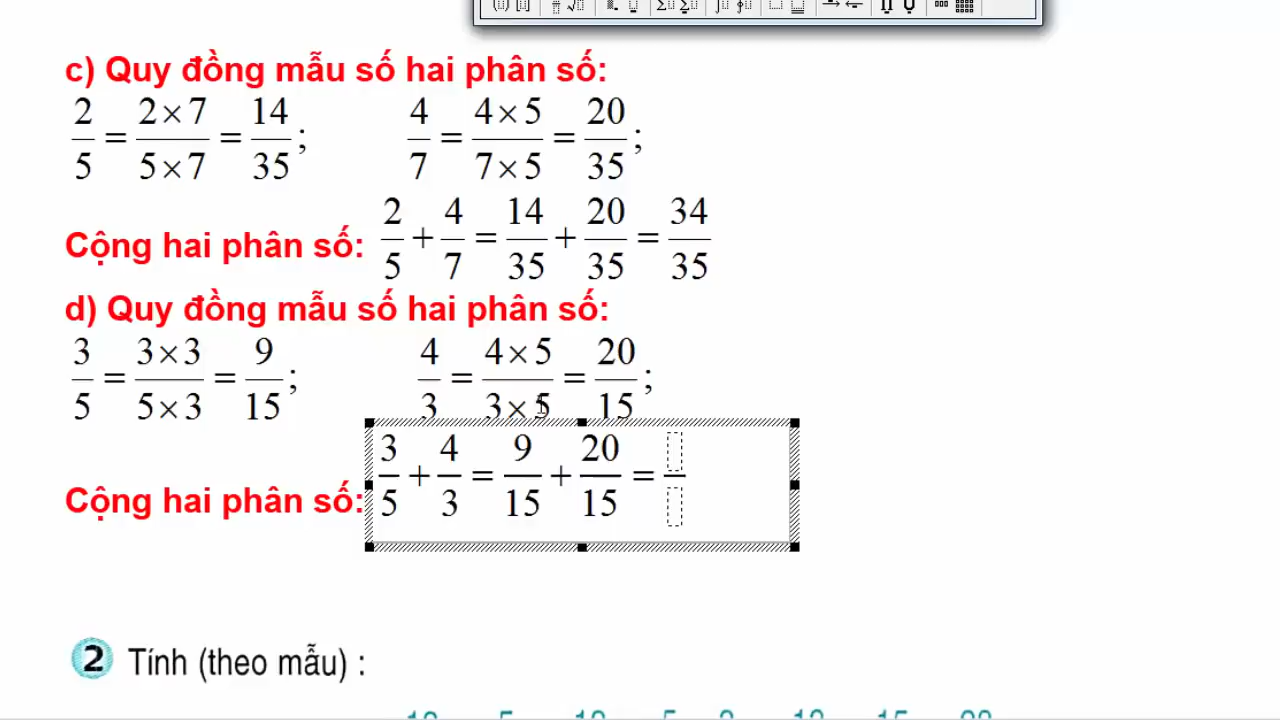 c) Quy đồng mẫu số hai phân số:
2/5 = 2×7/5×7 = 14/35; 4/7 = 4×5/7×5 = 20/35;
Cộng hai phân số: 2/5 + 4/7 = 14/35 + 20/35 = 34/35
d) Quy đồng mẫu số hai phân số:
3/5 = 3×3/5×3 = 9/15; 4/3 = 4×5/3×5 = 20/15;
Cộng hai phân số: 3/5 + 4/3 = 9/15 + 20/15 =
2 Tính (theo mẫu) :